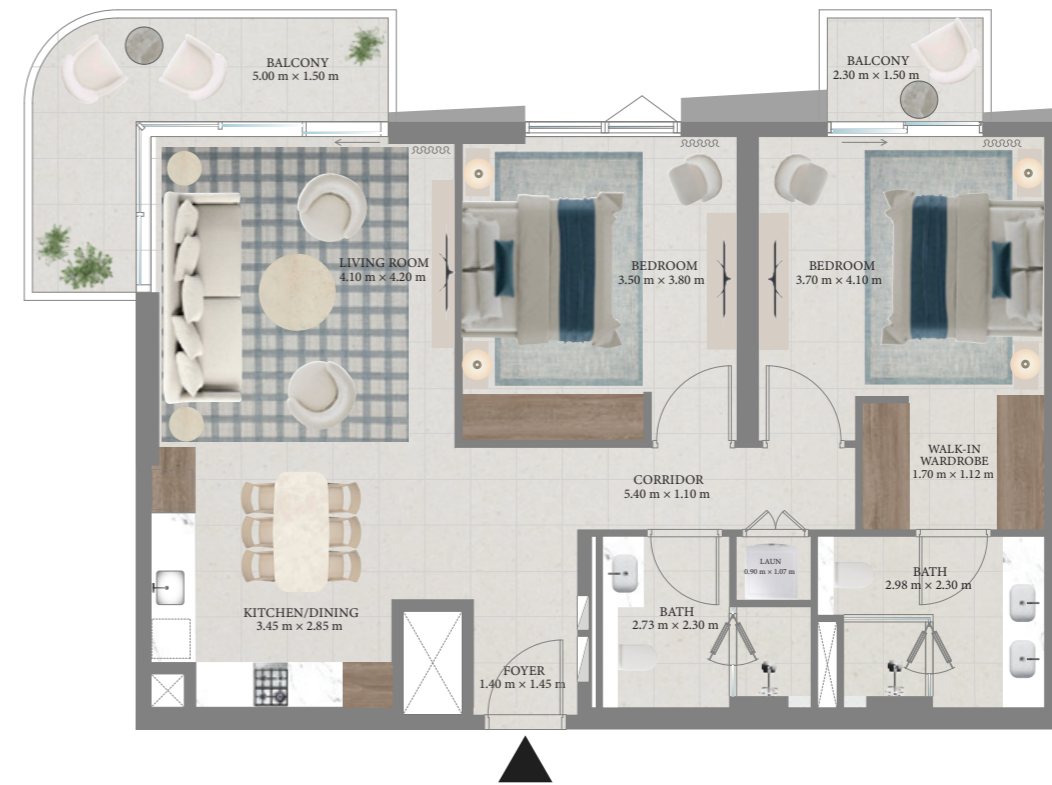 BALCONY
5.00 m × 1.50 m
BALCONY
2.30 m × 1.50 m
LIVING ROOM
4.10 m × 4.20 m
BEDROOM
3.50 m × 3.80 m
BEDROOM
3.70 m × 4.10 m
WALK-IN
WARDROBE
1.70 m × 1.12 m
CORRIDOR
5.40 m × 1.10 m
LAUN
0.90 m × 1.07 m
BATH
2.98 m × 2.30 m
KITCHEN/DINING
3.45 m × 2.85 m
BATH
2.73 m × 2.30 m
FOYER
1.40 m × 1.45 m